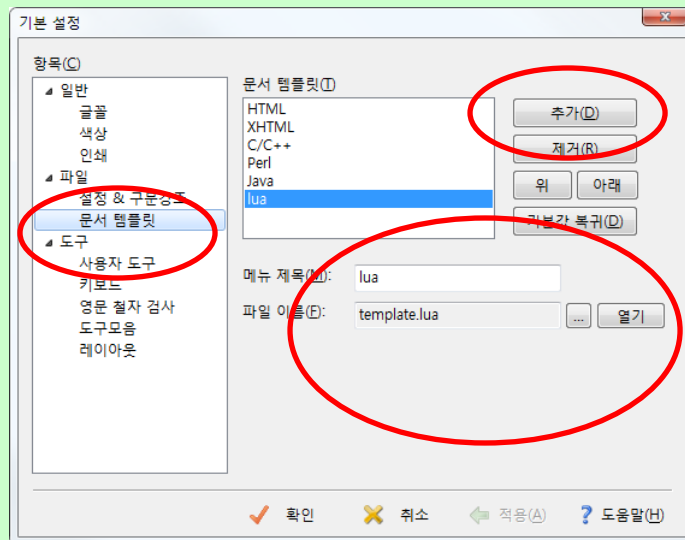 기본 설정
항목(C)
일반
글꼴
색상
인쇄
파일
설정 & 구문강조
문서 템플릿
도구
사용자 도구
키보드
영문 철자 검사
도구모음
레이아웃
문서 템플릿(T)
HTML
XHTML
C/C++
Perl
Java
lua
추가(D)
제거(R)
위 아래
기본값 복귀(D)
메뉴 제목(M): lua
파일 이름(F): template.lua ... 열기
확인 취소 적용(A) 도움말(H)